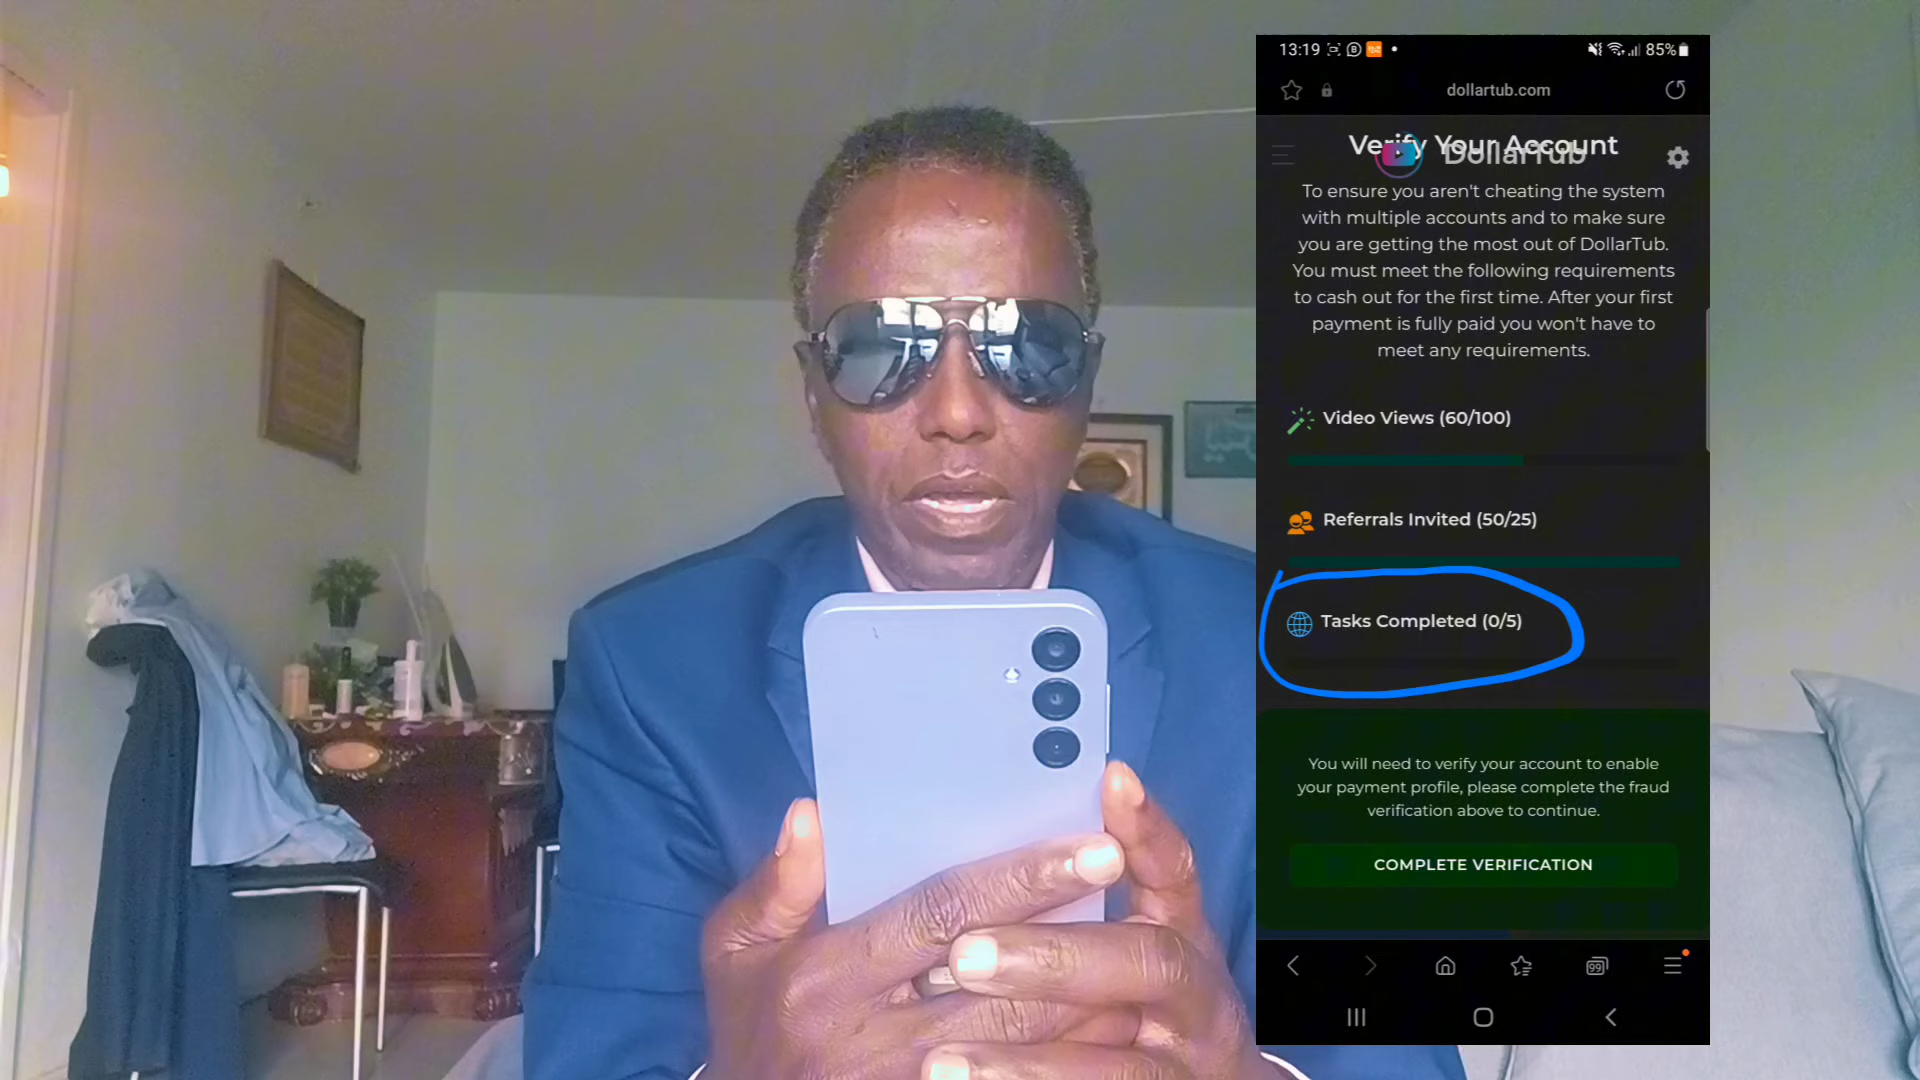 13:19
85%
dollartub.com
Verify Your Account
DollarTub
To ensure you aren't cheating the system
with multiple accounts and to make sure
you are getting the most out of DollarTub.
You must meet the following requirements
to cash out for the first time. After your first
payment is fully paid you won't have to
meet any requirements.
Video Views (60/100)
Referrals Invited (50/25)
Tasks Completed (0/5)
You will need to verify your account to enable
your payment profile, please complete the fraud
verification above to continue.
COMPLETE VERIFICATION
99